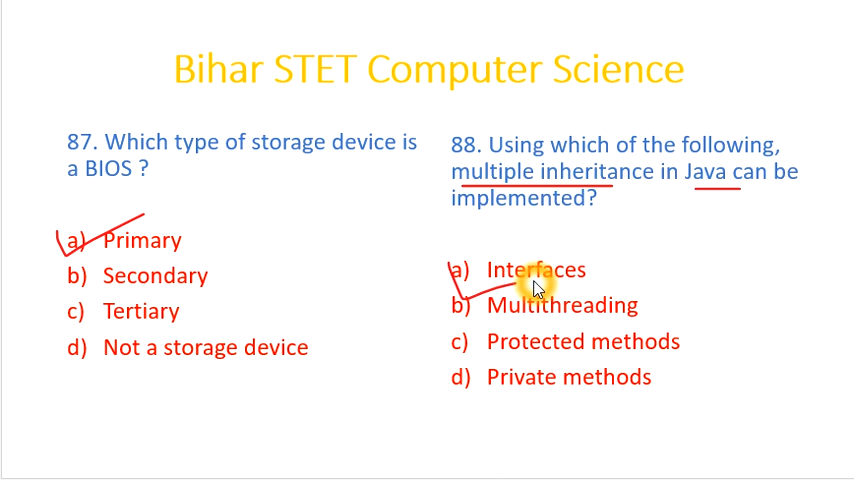 Bihar STET Computer Science
87. Which type of storage device is
a BIOS ?
a) Primary
b) Secondary
c) Tertiary
d) Not a storage device
88. Using which of the following,
multiple inheritance in Java can be
implemented?
a) Interfaces
b) Multithreading
c) Protected methods
d) Private methods